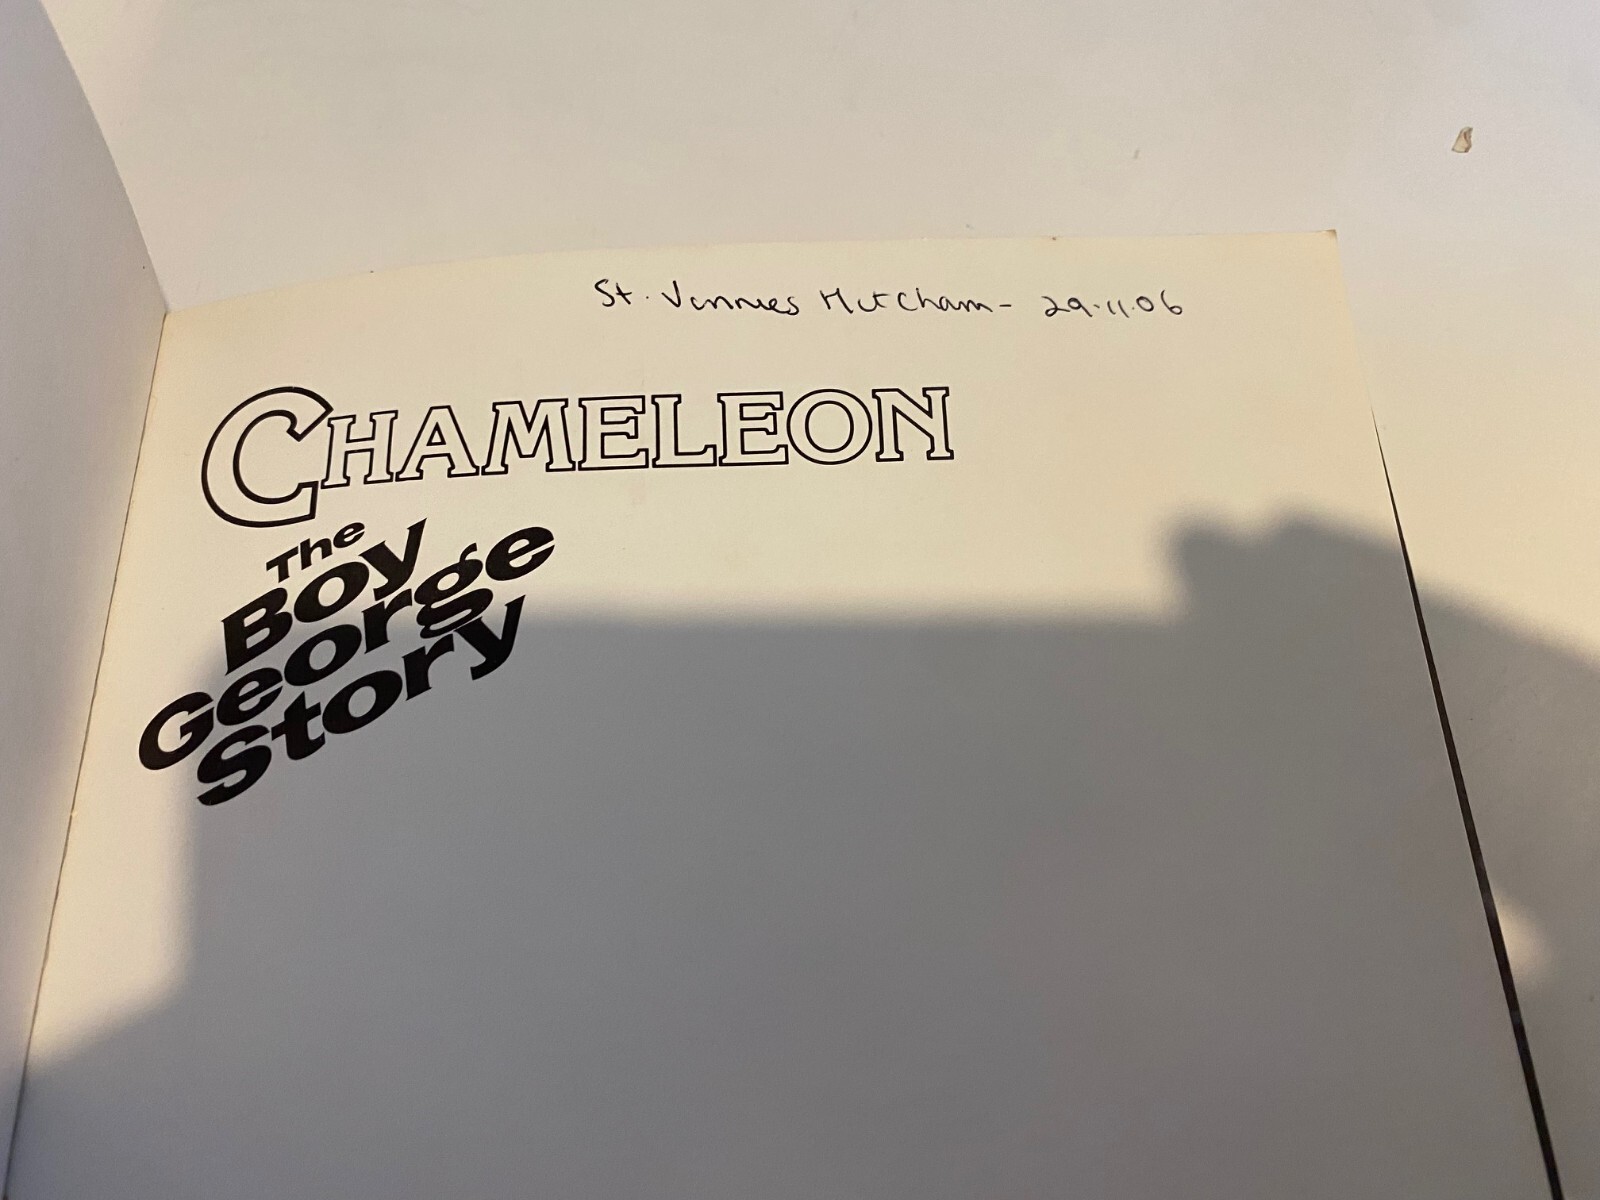 St. Vinnies Mitcham - 29.11.06
CHAMELEON
The
Boy
George
Story